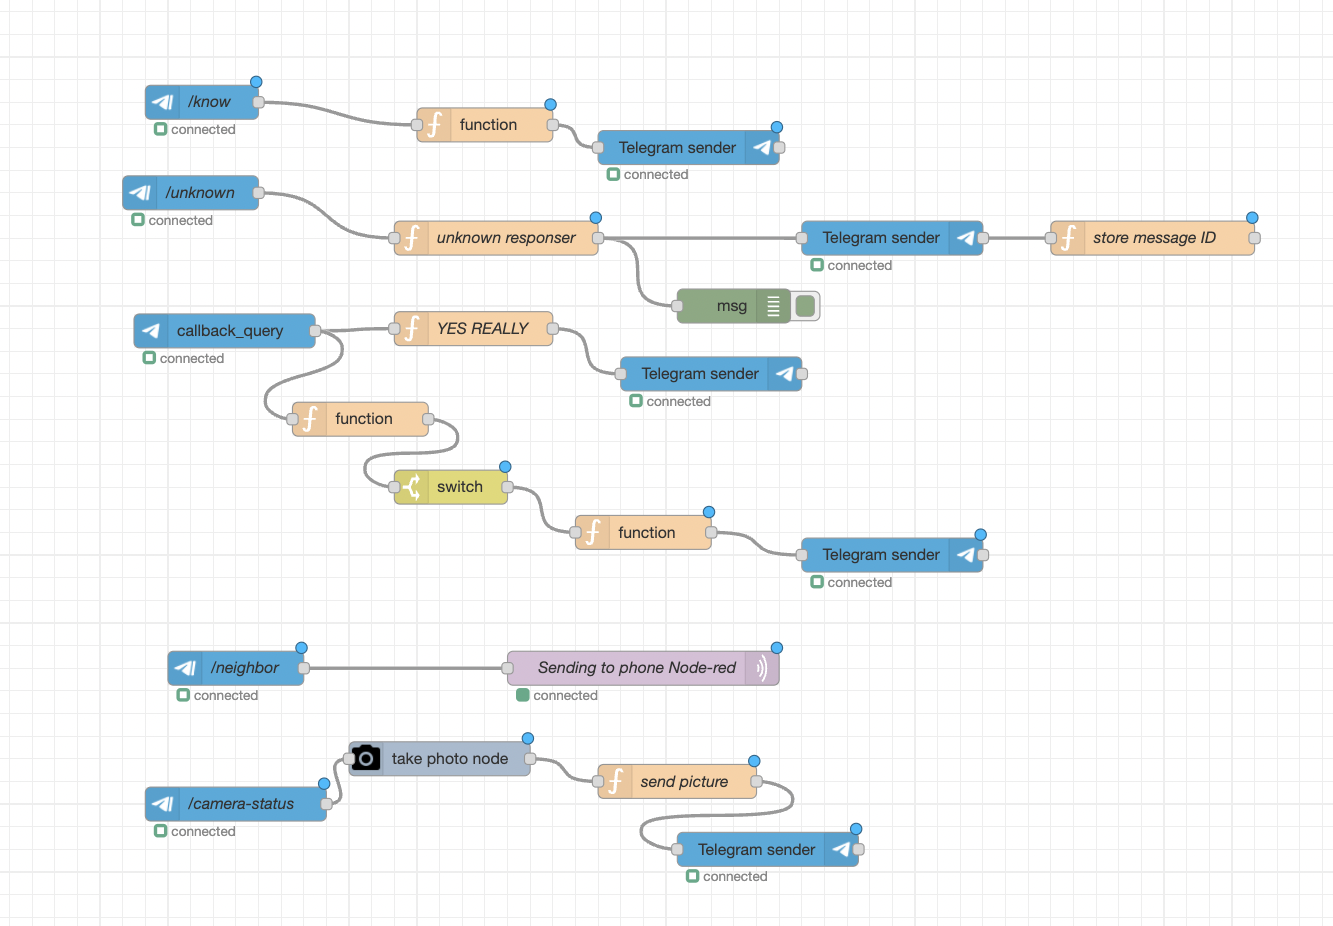 /know
connected
function
Telegram sender
connected
/unknown
connected
unknown responser
Telegram sender
connected
store message ID
msg
callback_query
connected
YES REALLY
Telegram sender
connected
function
switch
function
Telegram sender
connected
/neighbor
connected
Sending to phone Node-red
connected
take photo node
send picture
/camera-status
connected
Telegram sender
connected